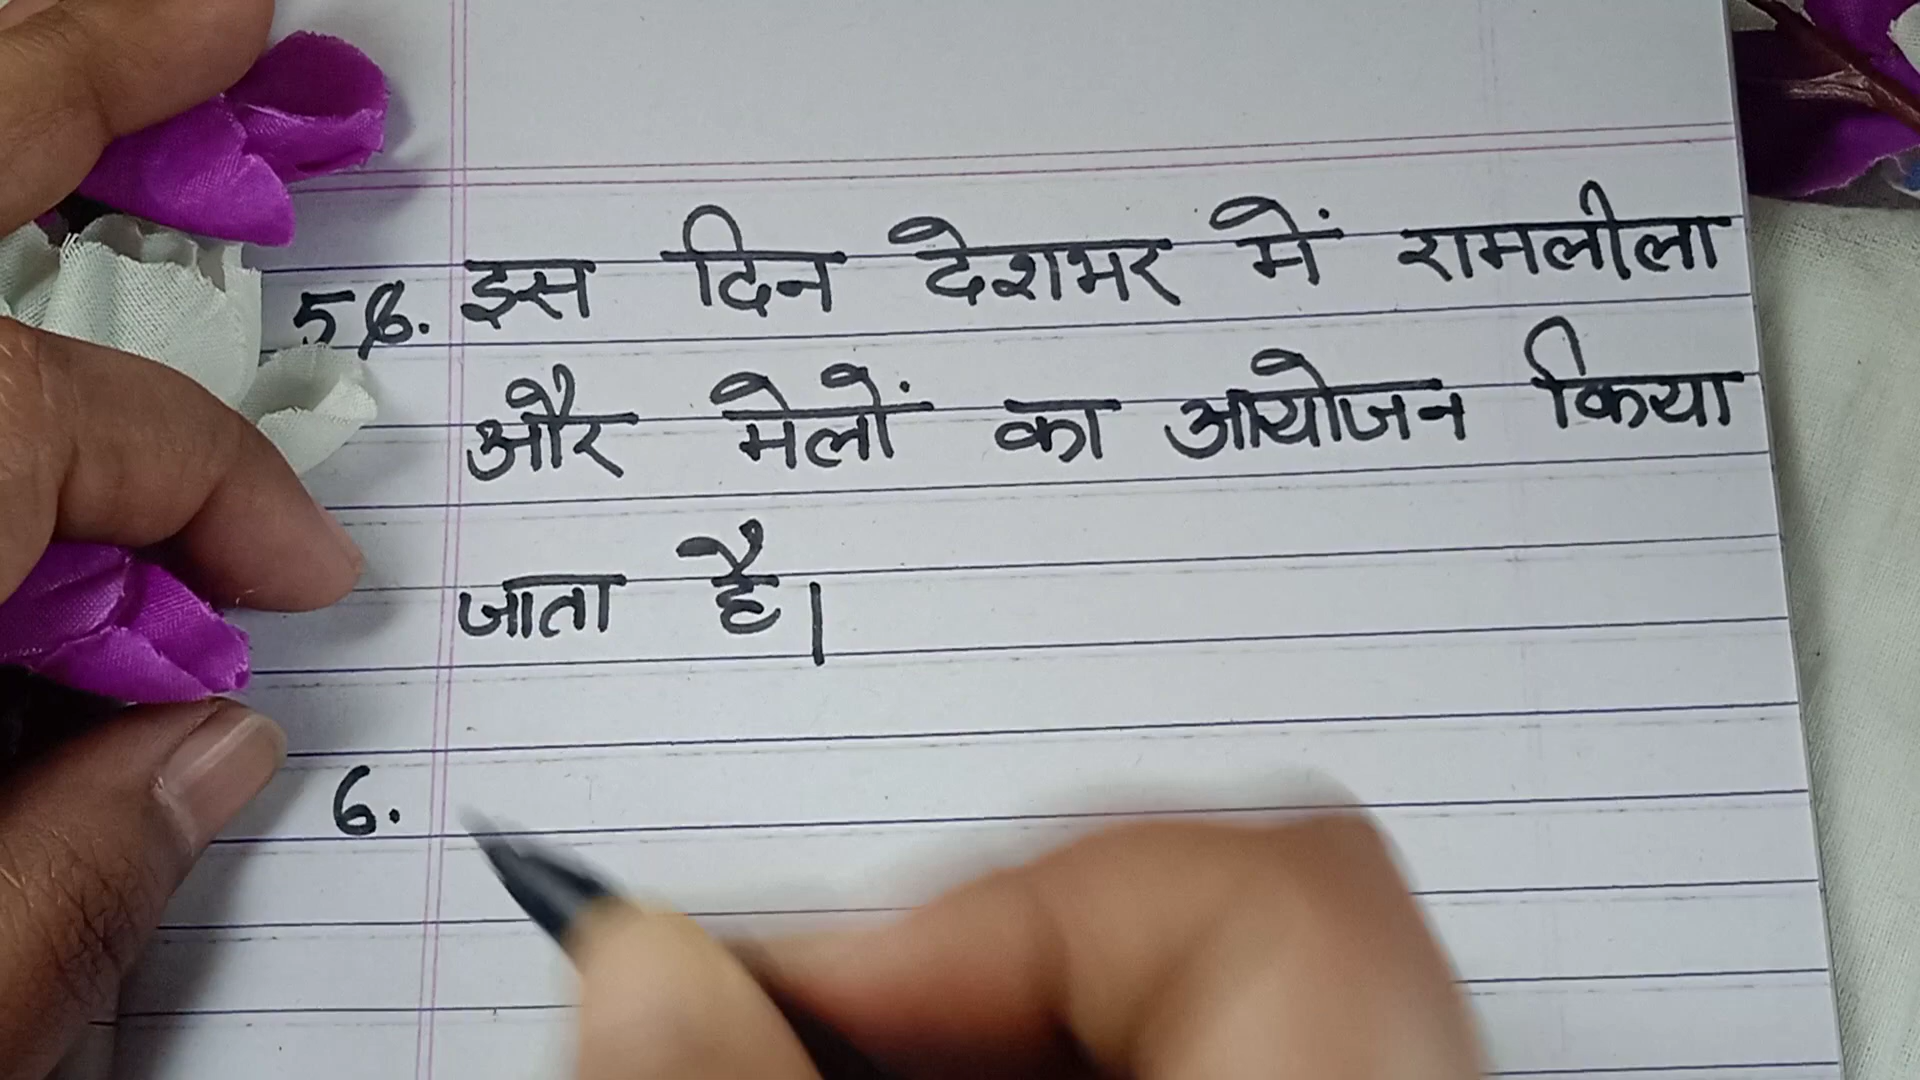 5. इस दिन देशभर में रामलीला
और मेलों का आयोजन किया
जाता है।
6.